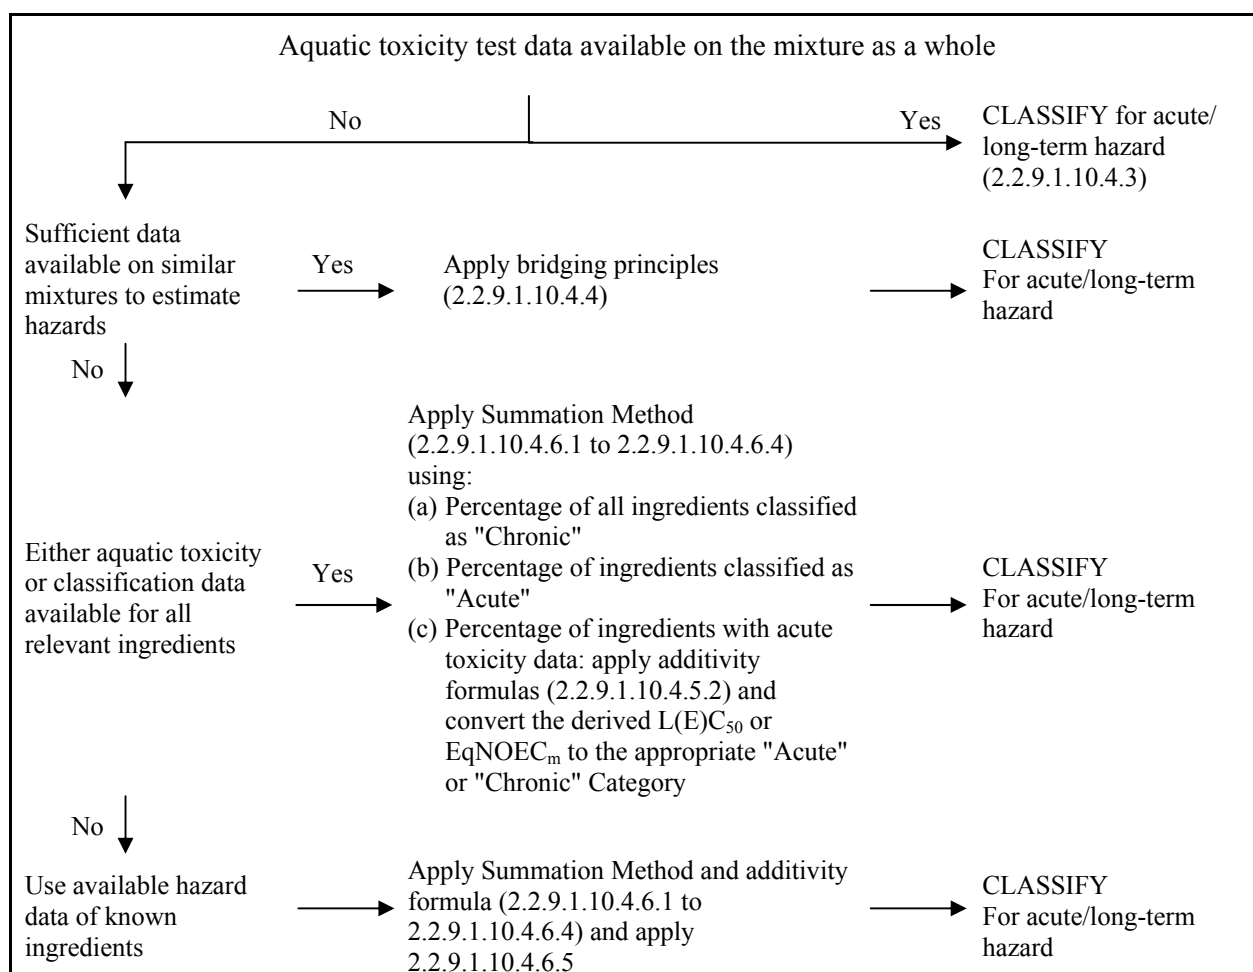 Aquatic toxicity test data available on the mixture as a whole
No
Yes
CLASSIFY for acute/
long-term hazard
(2.2.9.1.10.4.3)
Sufficient data
available on similar
mixtures to estimate
hazards
Yes
Apply bridging principles
(2.2.9.1.10.4.4)
CLASSIFY
For acute/long-term
hazard
No
Either aquatic toxicity
or classification data
available for all
relevant ingredients
Yes
Apply Summation Method
(2.2.9.1.10.4.6.1 to 2.2.9.1.10.4.6.4)
using:
(a) Percentage of all ingredients classified
as "Chronic"
(b) Percentage of ingredients classified as
"Acute"
(c) Percentage of ingredients with acute
toxicity data: apply additivity
formulas (2.2.9.1.10.4.5.2) and
convert the derived L(E)C₅₀ or
EqNOECₘ to the appropriate "Acute"
or "Chronic" Category
CLASSIFY
For acute/long-term
hazard
No
Use available hazard
data of known
ingredients
Apply Summation Method and additivity
formula (2.2.9.1.10.4.6.1 to
2.2.9.1.10.4.6.4) and apply
2.2.9.1.10.4.6.5
CLASSIFY
For acute/long-term
hazard